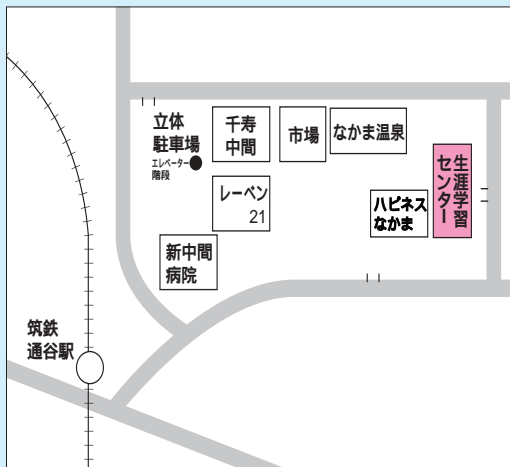 立体
駐車場
エレベーター
階段
千寿
中間
市場
なかま温泉
生涯学習
センター
レーベン
21
ハピネス
なかま
新中間
病院
筑鉄
通谷駅